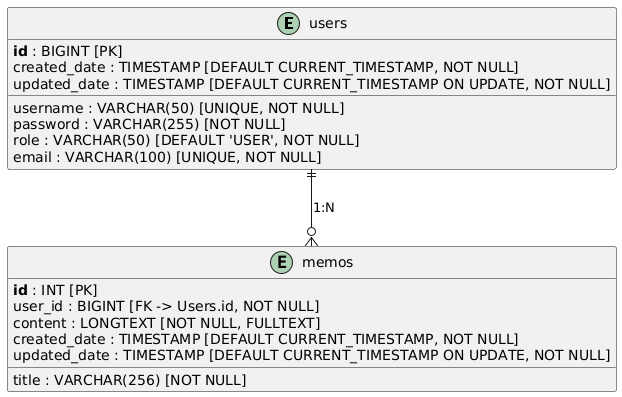 E users
id : BIGINT [PK]
created_date : TIMESTAMP [DEFAULT CURRENT_TIMESTAMP, NOT NULL]
updated_date : TIMESTAMP [DEFAULT CURRENT_TIMESTAMP ON UPDATE, NOT NULL]
username : VARCHAR(50) [UNIQUE, NOT NULL]
password : VARCHAR(255) [NOT NULL]
role : VARCHAR(50) [DEFAULT 'USER', NOT NULL]
email : VARCHAR(100) [UNIQUE, NOT NULL]
1:N
E memos
id : INT [PK]
user_id : BIGINT [FK -> Users.id, NOT NULL]
content : LONGTEXT [NOT NULL, FULLTEXT]
created_date : TIMESTAMP [DEFAULT CURRENT_TIMESTAMP, NOT NULL]
updated_date : TIMESTAMP [DEFAULT CURRENT_TIMESTAMP ON UPDATE, NOT NULL]
title : VARCHAR(256) [NOT NULL]